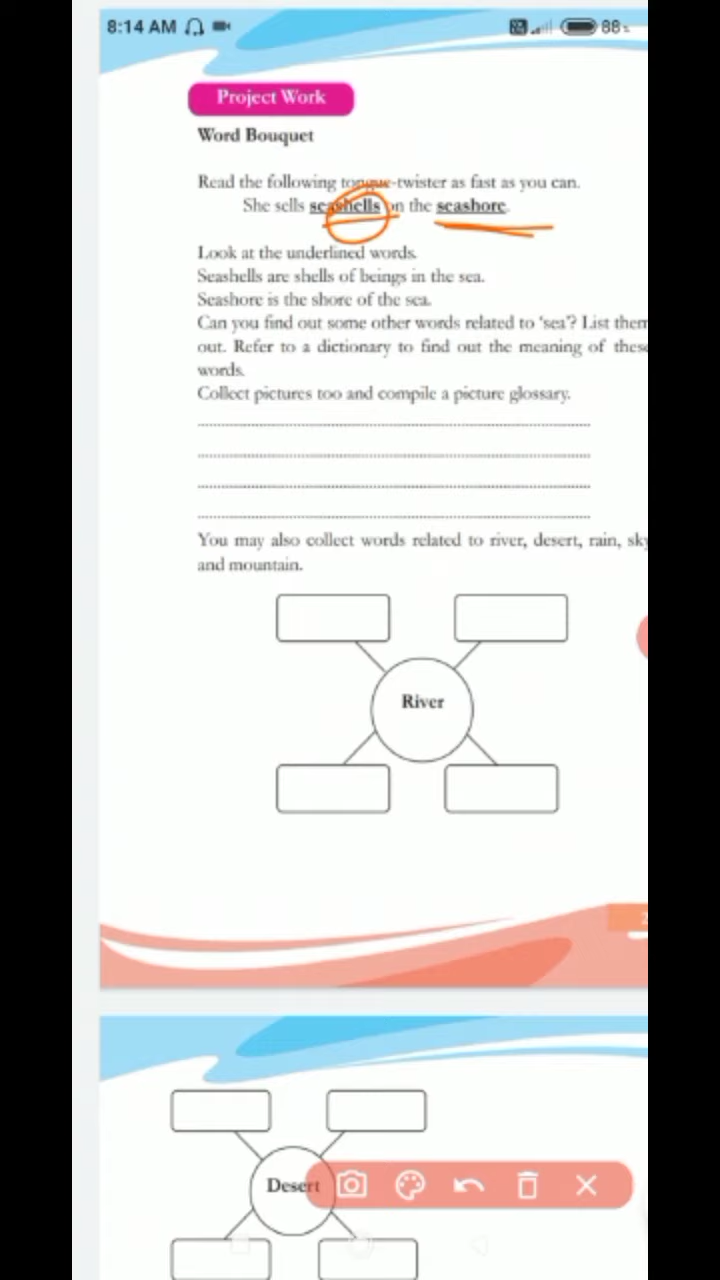 8:14 AM
88%
Project Work
Word Bouquet
Read the following tongue-twister as fast as you can.
She sells seashells on the seashore.
Look at the underlined words.
Seashells are shells of beings in the sea.
Seashore is the shore of the sea.
Can you find out some other words related to 'sea'? List them
out. Refer to a dictionary to find out the meaning of these
words.
Collect pictures too and compile a picture glossary.
You may also collect words related to river, desert, rain, sky
and mountain.
River
Desert